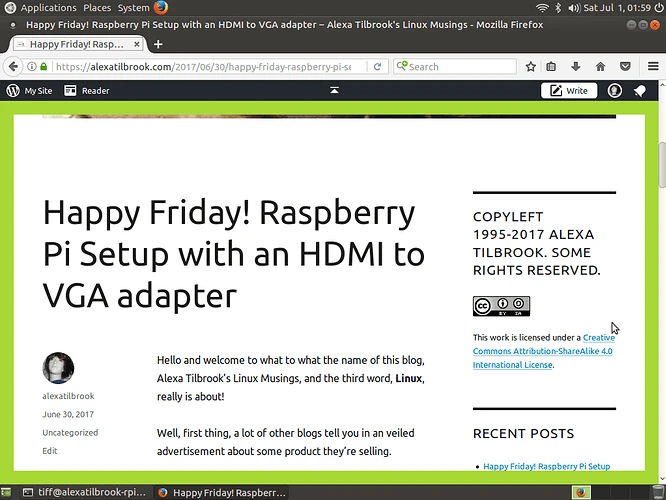 Applications Places System Sat Jul 1, 01:59
Happy Friday! Raspberry Pi Setup with an HDMI to VGA adapter – Alexa Tilbrook's Linux Musings - Mozilla Firefox
Happy Friday! Rasp...
https://alexatilbrook.com/2017/06/30/happy-friday-raspberry-pi-se Search
My Site Reader Write
Happy Friday! Raspberry
Pi Setup with an HDMI to
VGA adapter
alexatilbrook
June 30, 2017
Uncategorized
Edit
Hello and welcome to what to what the name of this blog,
Alexa Tilbrook's Linux Musings, and the third word, Linux,
really is about!
Well, first thing, a lot of other blogs tell you in an veiled
advertisement about some product they're selling.
COPYLEFT
1995-2017 ALEXA
TILBROOK. SOME
RIGHTS RESERVED.
cc
BY SA
This work is licensed under a Creative
Commons Attribution-ShareAlike 4.0
International License.
RECENT POSTS
Happy Friday! Raspberry Pi Setup
tiff@alexatilbrook-rpi... Happy Friday! Raspberr...